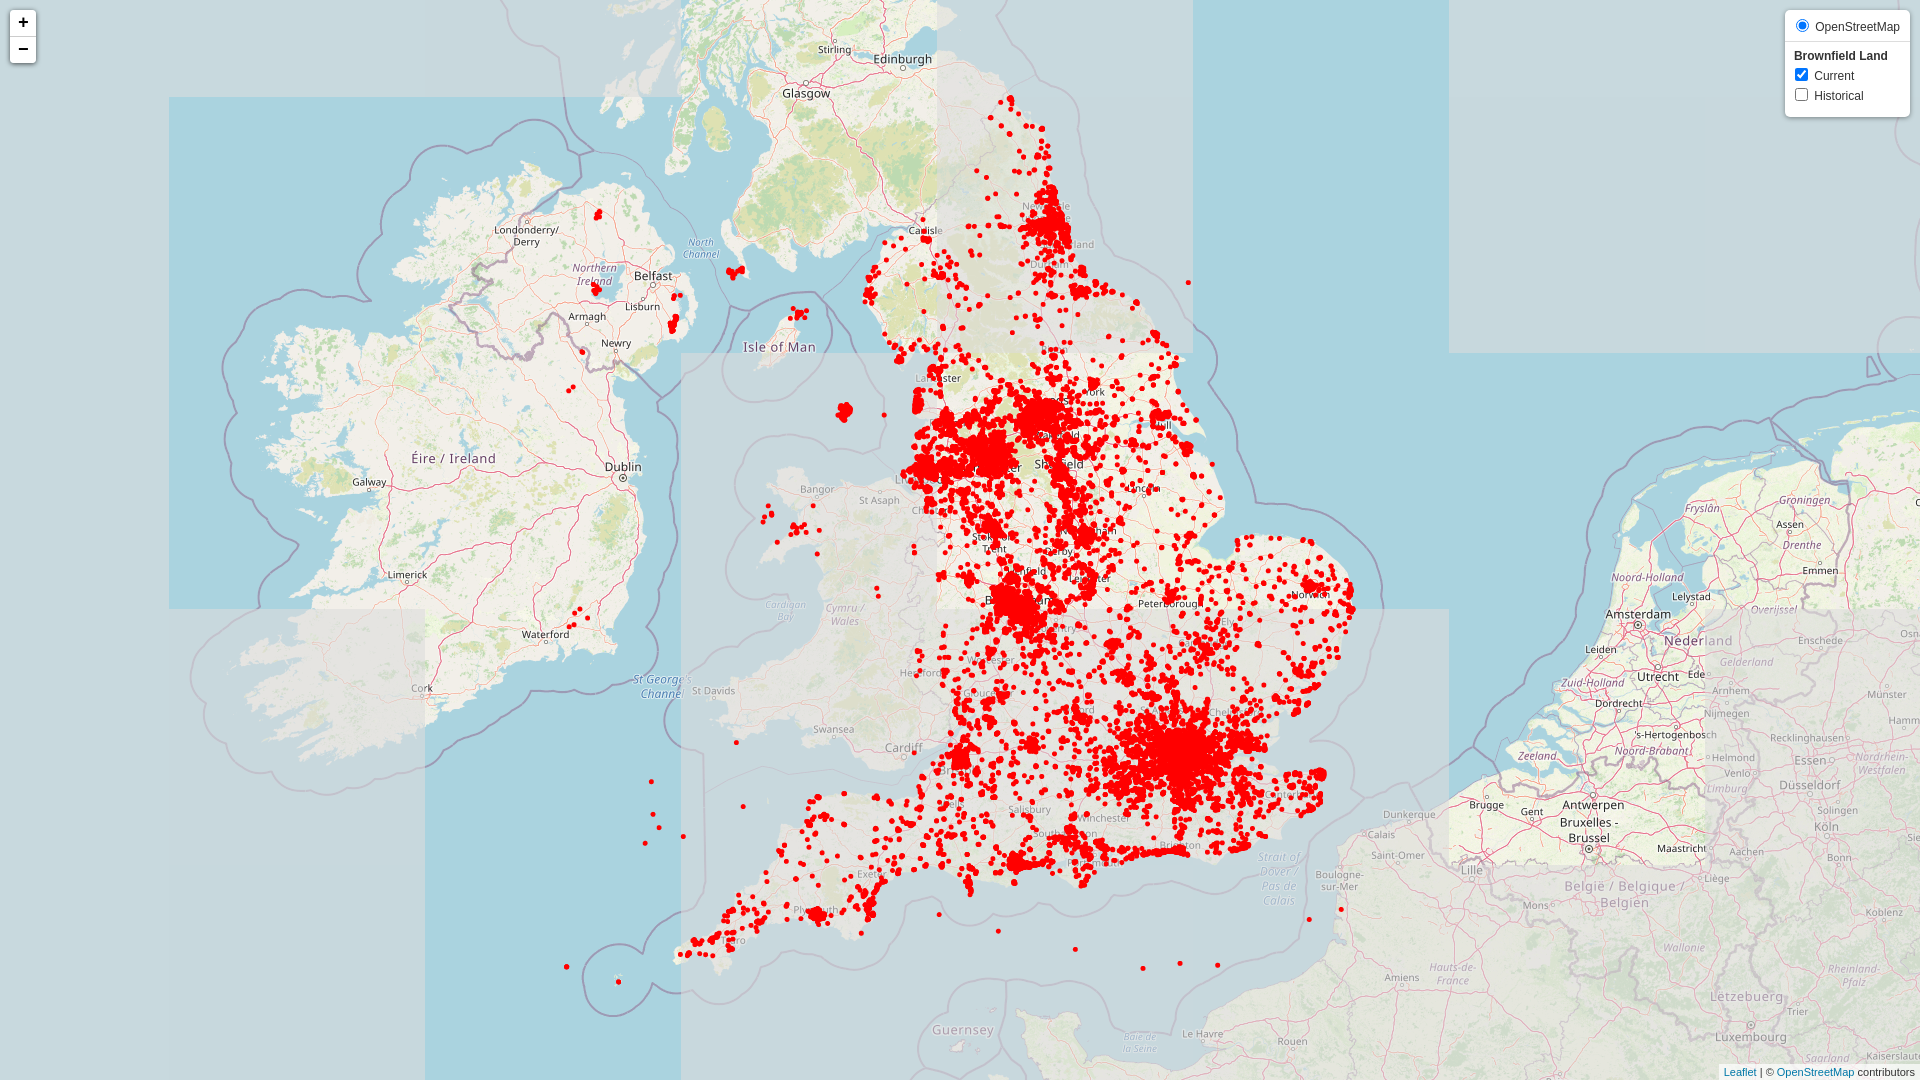 +
−
OpenStreetMap
Brownfield Land
Current
Historical
Stirling
Edinburgh
Glasgow
Londonderry/
Derry
North
Channel
Carlisle
Northern
Ireland
Belfast
Lisburn
Armagh
Newry
Isle of Man
Durham
York
Éire / Ireland
Dublin
Galway
Bangor
St Asaph
Sheffield
Lincoln
Limerick
Waterford
Cork
Cardigan
Bay
Cymru /
Wales
Derby
Leicester
Peterborough
Norwich
Ely
Worcester
Hereford
St George's
Channel
St Davids
Swansea
Cardiff
Salisbury
Winchester
Southampton
Portsmouth
Brighton
Exeter
Plymouth
Truro
Strait of
Dover /
Pas de
Calais
Guernsey
Groningen
Fryslân
Assen
Drenthe
Emmen
Noord-Holland
Lelystad
Amsterdam
Overijssel
Nederland
Enschede
Leiden
Gelderland
Utrecht
Ede
Zuid-Holland
Arnhem
Münster
Dordrecht
Nijmegen
's-Hertogenbosch
Recklinghausen
Zeeland
Noord-Brabant
Helmond
Essen
Nordrhein-
Westfalen
Venlo
Limburg
Düsseldorf
Brugge
Gent
Antwerpen
Solingen
Dunkerque
Bruxelles -
Brussel
Köln
Calais
Maastricht
Aachen
Saint-Omer
Bonn
Lille
Liège
Boulogne-
sur-Mer
België / Belgique /
Belgien
Mons
Namur
Koblenz
Wallonie
Amiens
Hauts-de-
France
Rheinland-
Pfalz
Lëtzebuerg
Trier
Luxembourg
Le Havre
Rouen
Baie de
la Seine
Saarland
Kaiserslautern
Leaflet | © OpenStreetMap contributors